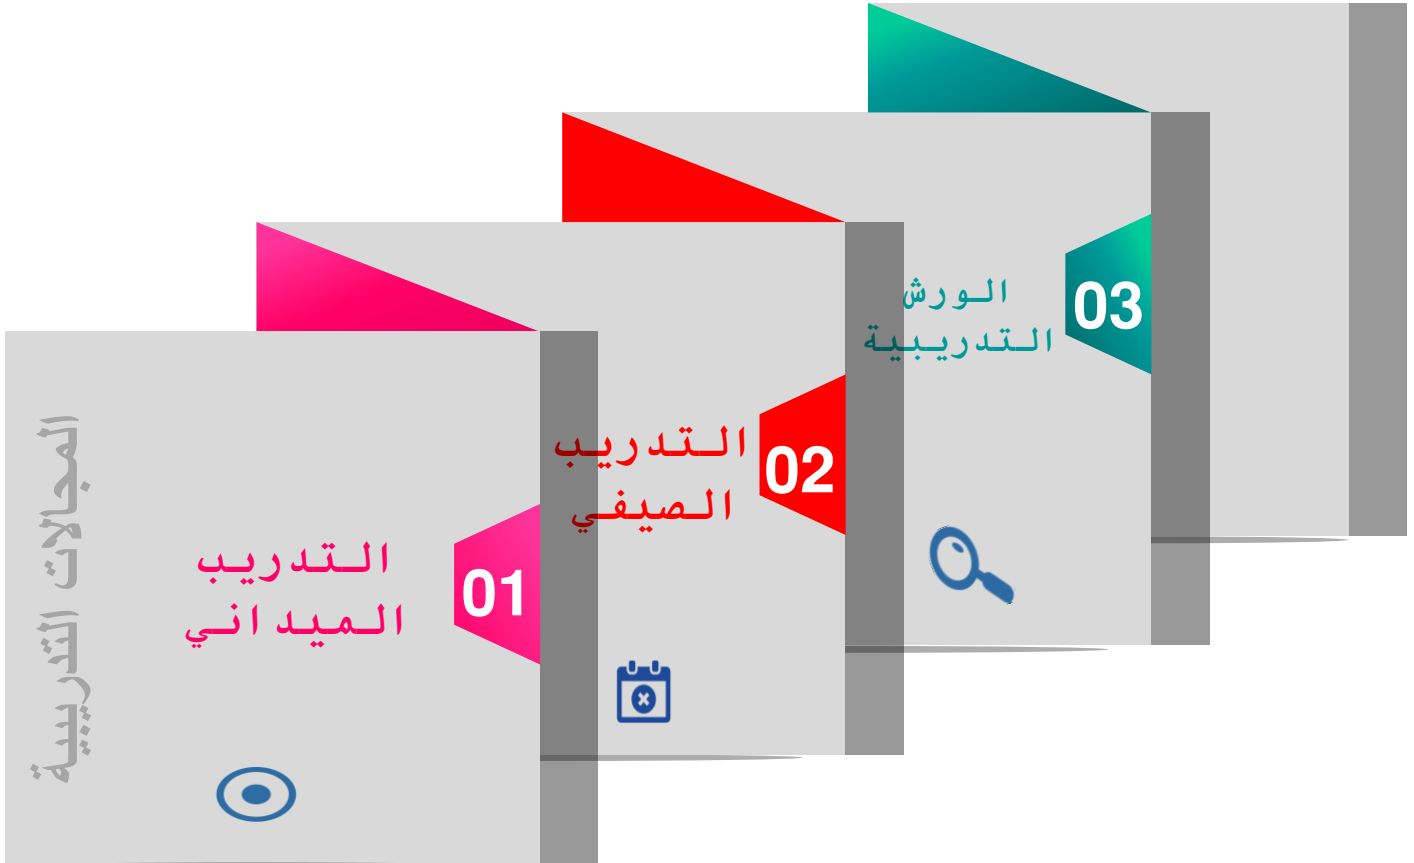 المجالات التدريبية
01
التدريب
الميداني
02
التدريب
الصيفي
03
الورش
التدريبية